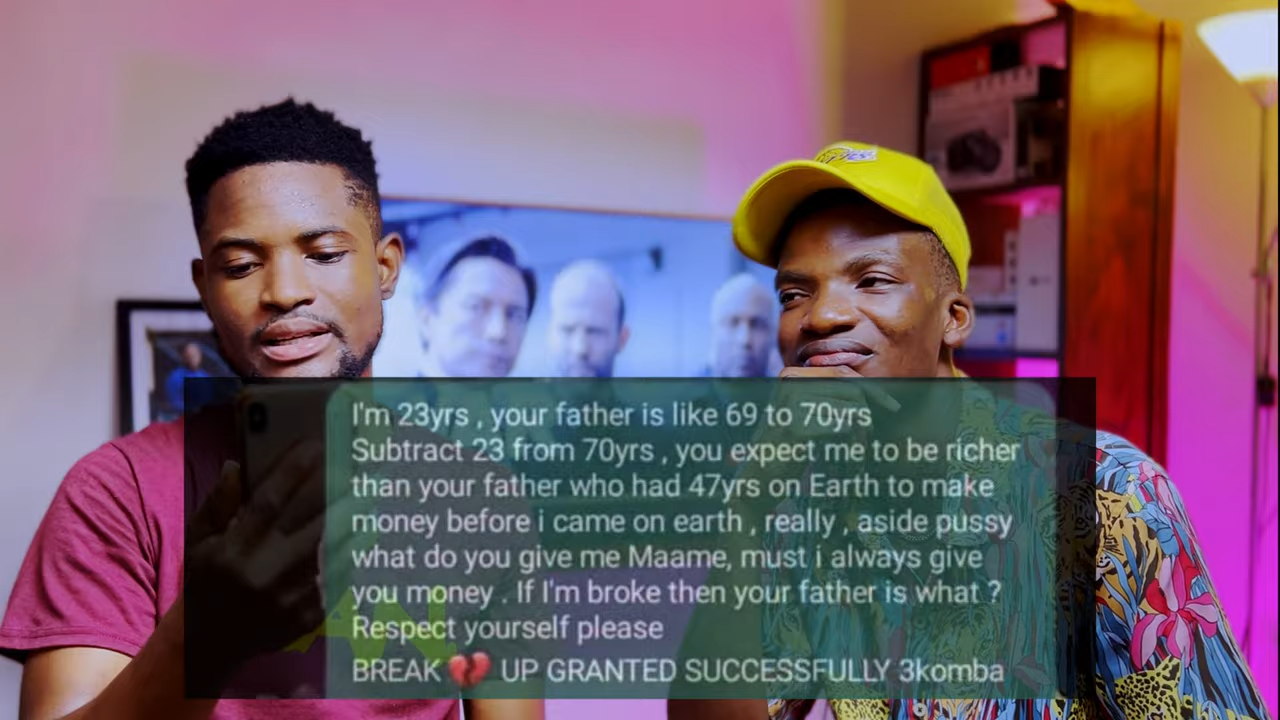 I'm 23yrs , your father is like 69 to 70yrs
Subtract 23 from 70yrs , you expect me to be richer
than your father who had 47yrs on Earth to make
money before i came on earth , really , aside pussy
what do you give me Maame, must i always give
you money . If I'm broke then your father is what ?
Respect yourself please
BREAK 💔 UP GRANTED SUCCESSFULLY 3komba